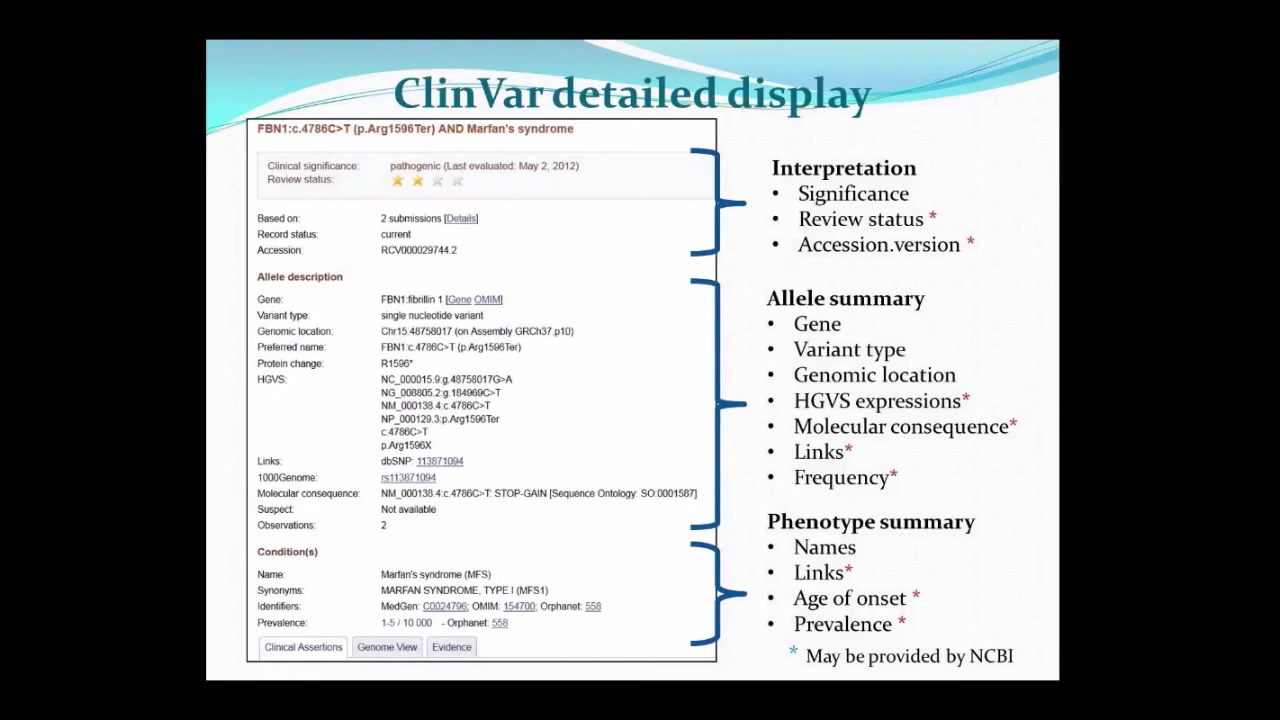 ClinVar detailed display
FBN1:c.4786C>T (p.Arg1596Ter) AND Marfan's syndrome
Clinical significance: pathogenic (Last evaluated: May 2, 2012)
Review status:
Based on: 2 submissions [Details]
Record status: current
Accession: RCV000029744.2
Allele description
Gene: FBN1:fibrillin 1 [Gene OMIM]
Variant type: single nucleotide variant
Genomic location: Chr15:48758017 (on Assembly GRCh37.p10)
Preferred name: FBN1:c.4786C>T (p.Arg1596Ter)
Protein change: R1596*
HGVS: NC_000015.9:g.48758017G>A
NG_008805.2:g.184969C>T
NM_000138.4:c.4786C>T
NP_000129.3:p.Arg1596Ter
c.4786C>T
p.Arg1596X
Links: dbSNP: 113871094
1000Genome: rs113871094
Molecular consequence: NM_000138.4:c.4786C>T: STOP-GAIN [Sequence Ontology: SO:0001587]
Suspect: Not available
Observations: 2
Condition(s)
Name: Marfan's syndrome (MFS)
Synonyms: MARFAN SYNDROME, TYPE I (MFS1)
Identifiers: MedGen: C0024796; OMIM: 154700; Orphanet: 558
Prevalence: 1-5 / 10 000 - Orphanet: 558
Clinical Assertions Genome View Evidence
Interpretation
• Significance
• Review status *
• Accession.version *
Allele summary
• Gene
• Variant type
• Genomic location
• HGVS expressions*
• Molecular consequence*
• Links*
• Frequency*
Phenotype summary
• Names
• Links*
• Age of onset *
• Prevalence *
* May be provided by NCBI